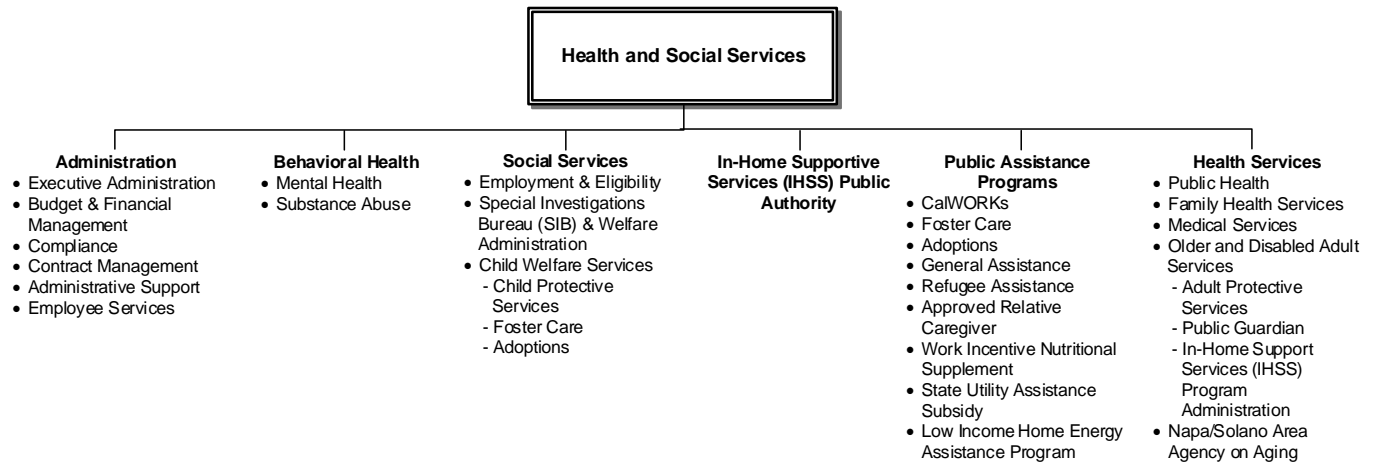 Health and Social Services
Administration
• Executive Administration
• Budget & Financial
Management
• Compliance
• Contract Management
• Administrative Support
• Employee Services
Behavioral Health
• Mental Health
• Substance Abuse
Social Services
• Employment & Eligibility
• Special Investigations
Bureau (SIB) & Welfare
Administration
• Child Welfare Services
- Child Protective
Services
- Foster Care
- Adoptions
In-Home Supportive
Services (IHSS) Public
Authority
Public Assistance
Programs
• CalWORKs
• Foster Care
• Adoptions
• General Assistance
• Refugee Assistance
• Approved Relative
Caregiver
• Work Incentive Nutritional
Supplement
• State Utility Assistance
Subsidy
• Low Income Home Energy
Assistance Program
Health Services
• Public Health
• Family Health Services
• Medical Services
• Older and Disabled Adult
Services
- Adult Protective
Services
- Public Guardian
- In-Home Support
Services (IHSS)
Program
Administration
• Napa/Solano Area
Agency on Aging